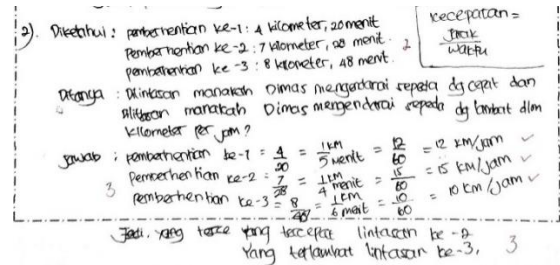 2). Diketahui : pemberhentian ke-1 : 4 kilometer, 20 menit
Pemberhentian ke-2 : 7 kilometer, 28 menit. 2
pemberhentian ke-3 : 8 kilometer, 48 menit.
kecepatan =
Jarak
waktu
Ditanya : Dilintasan manakah Dimas mengendarai sepeda dg cepat dan
dilintasan manakah Dimas mengendarai sepeda dg lambat dlm
kilometer per jam ?
Jawab : pemberhentian ke-1 = 4/20 = 1 km/5 menit = 12/60 = 12 km/jam ✓
pemberhentian ke-2 = 7/28 = 1 km/4 menit = 15/60 = 15 km/jam ✓
3 pemberhentian ke-3 = 8/48 = 1 km/6 menit = 10/60 = 10 km/jam ✓
Jadi, yang yang tercepat lintasan ke-2
Yang terlambat lintasan ke-3, 3